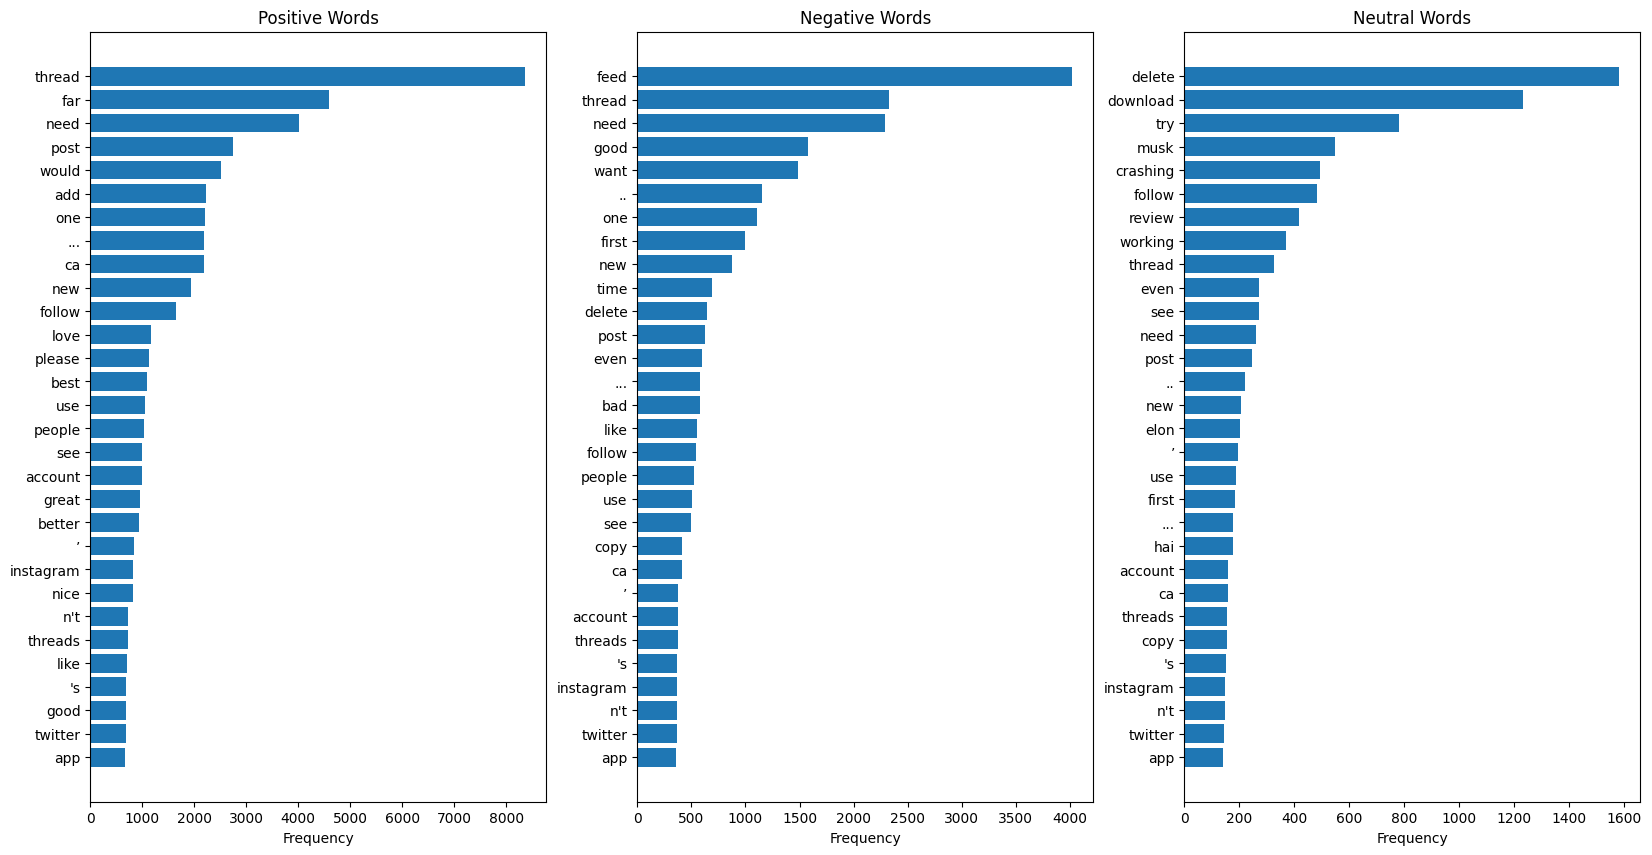 Positive Words
thread
far
need
post
would
add
one
...
ca
new
follow
love
please
best
use
people
see
account
great
better
’
instagram
nice
n't
threads
like
's
good
twitter
app
0 1000 2000 3000 4000 5000 6000 7000 8000
Frequency
Negative Words
feed
thread
need
good
want
..
one
first
new
time
delete
post
even
...
bad
like
follow
people
use
see
copy
ca
’
account
threads
's
instagram
n't
twitter
app
0 500 1000 1500 2000 2500 3000 3500 4000
Frequency
Neutral Words
delete
download
try
musk
crashing
follow
review
working
thread
even
see
need
post
..
new
elon
’
use
first
...
hai
account
ca
threads
copy
's
instagram
n't
twitter
app
0 200 400 600 800 1000 1200 1400 1600
Frequency